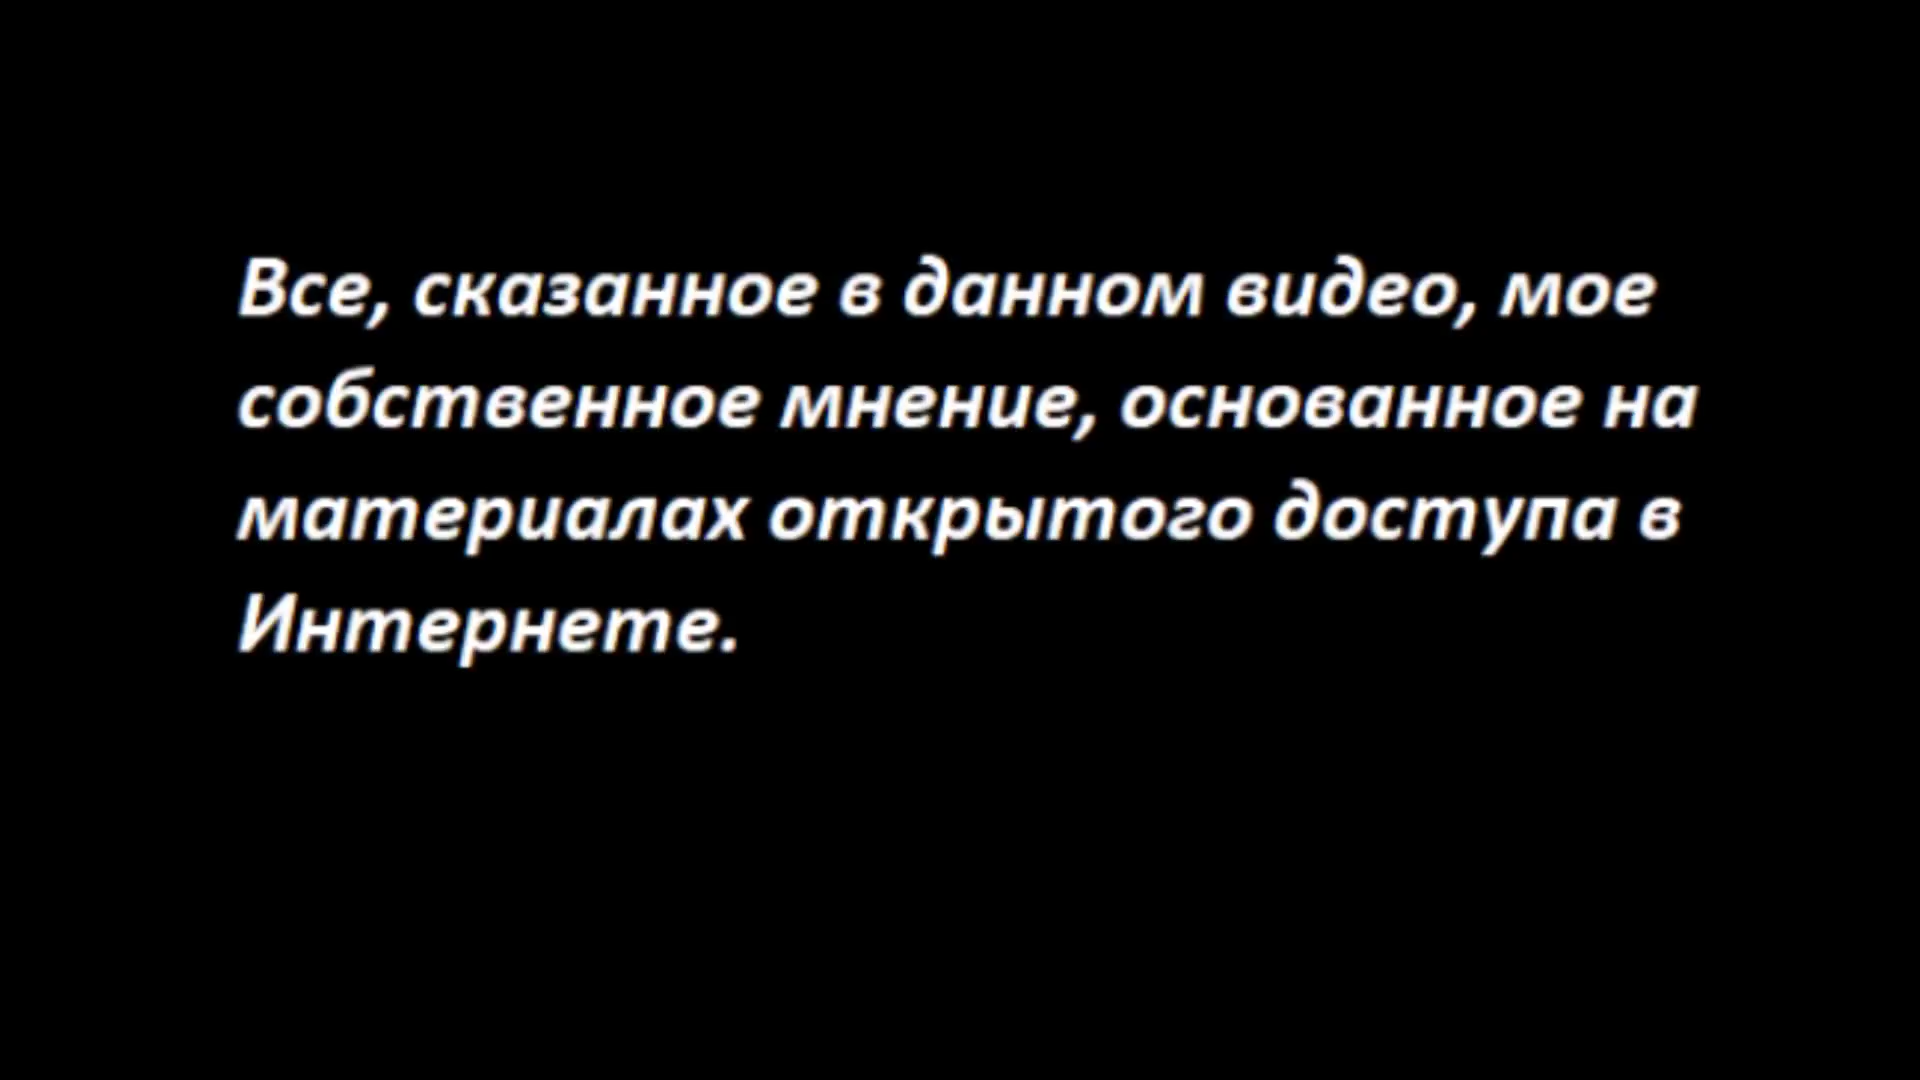 Все, сказанное в данном видео, мое
собственное мнение, основанное на
материалах открытого доступа в
Интернете.